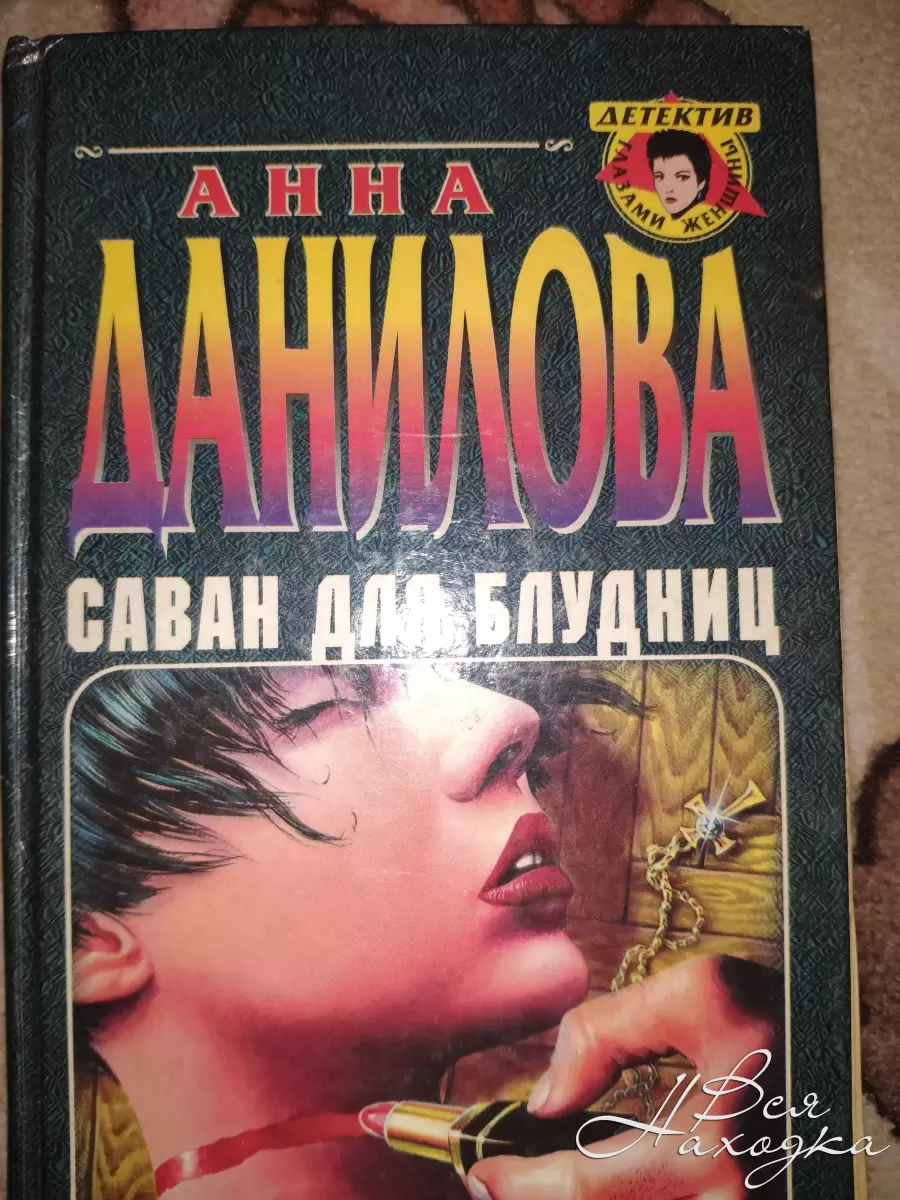 ДЕТЕКТИВ
ГЛАЗАМИ ЖЕНЩИНЫ
АННА
ДАНИЛОВА
САВАН ДЛЯ БЛУДНИЦ
Вся
Находка